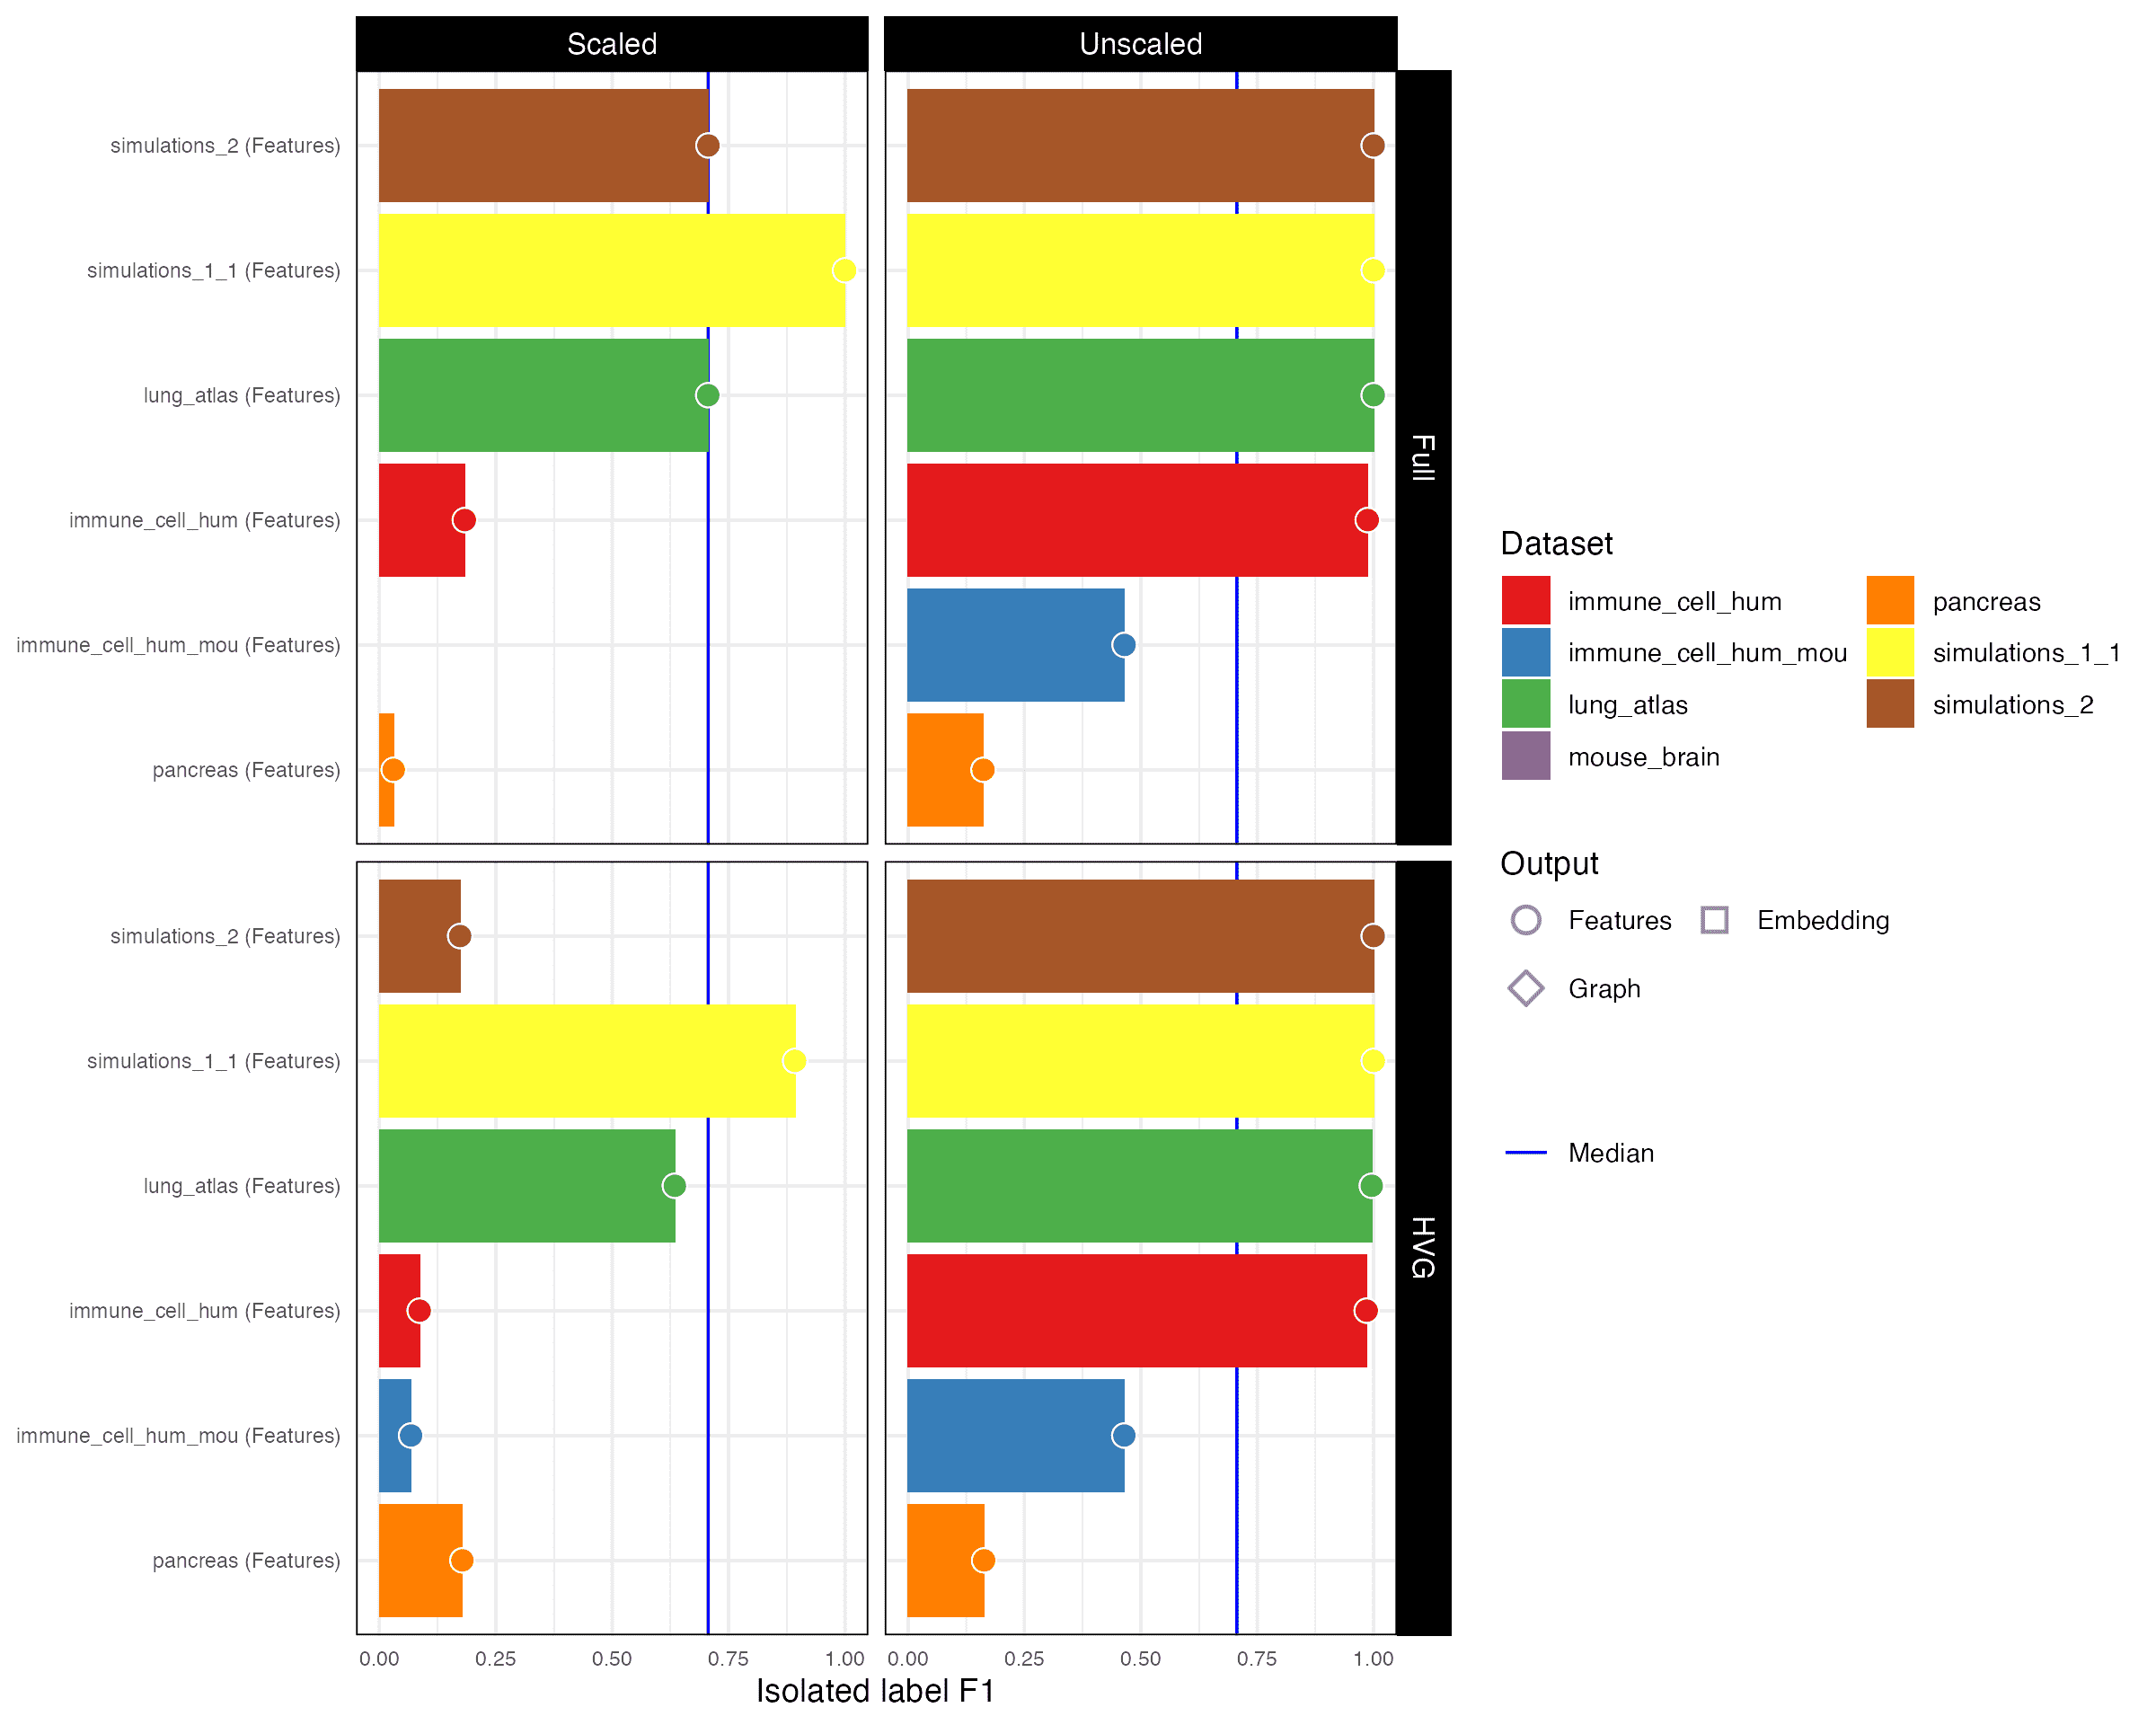 Scaled
Unscaled
simulations_2 (Features)
simulations_1_1 (Features)
lung_atlas (Features)
immune_cell_hum (Features)
immune_cell_hum_mou (Features)
pancreas (Features)
Full
simulations_2 (Features)
simulations_1_1 (Features)
lung_atlas (Features)
immune_cell_hum (Features)
immune_cell_hum_mou (Features)
pancreas (Features)
HVG
0.00 0.25 0.50 0.75 1.00
0.00 0.25 0.50 0.75 1.00
Isolated label F1
Dataset
immune_cell_hum
immune_cell_hum_mou
lung_atlas
mouse_brain
pancreas
simulations_1_1
simulations_2
Output
Features
Embedding
Graph
Median